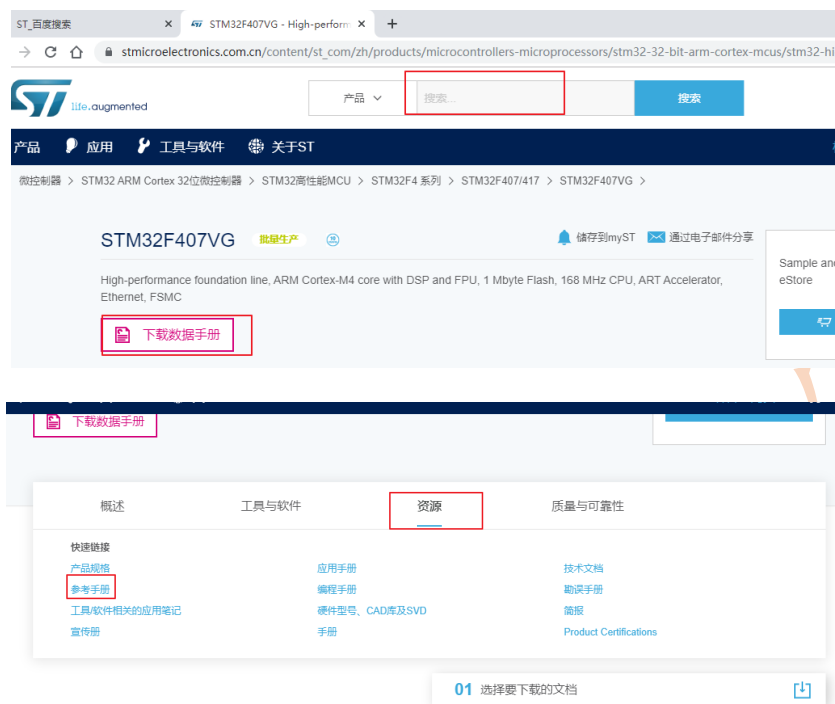 ST_百度搜索 × STM32F407VG - High-perform × +
stmicroelectronics.com.cn/content/st_com/zh/products/microcontrollers-microprocessors/stm32-32-bit-arm-cortex-mcus/stm32-hi
ST life.augmented 产品 搜索... 搜索
产品 应用 工具与软件 关于ST
微控制器 > STM32 ARM Cortex 32位微控制器 > STM32高性能MCU > STM32F4 系列 > STM32F407/417 > STM32F407VG >
STM32F407VG 批量生产 10 储存到myST 通过电子邮件分享
High-performance foundation line, ARM Cortex-M4 core with DSP and FPU, 1 Mbyte Flash, 168 MHz CPU, ART Accelerator,
Ethernet, FSMC
Sample and
eStore
下载数据手册
下载数据手册
概述 工具与软件 资源 质量与可靠性
快速链接
产品规格 应用手册 技术文档
参考手册 编程手册 勘误手册
工具/软件相关的应用笔记 硬件型号、CAD库及SVD 简报
宣传册 手册 Product Certifications
01 选择要下载的文档